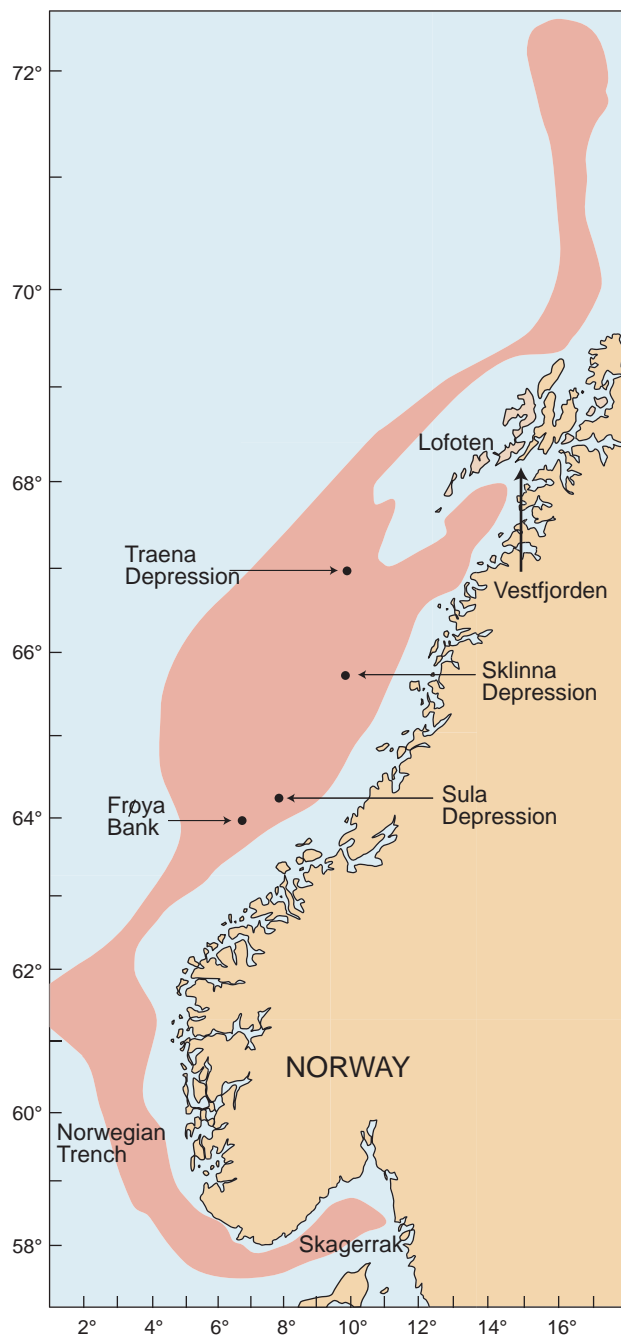 72°
70°
Lofoten
68°
Traena
Depression
Vestfjorden
66°
Sklinna
Depression
Frøya
Bank
64°
Sula
Depression
62°
NORWAY
60°
Norwegian
Trench
58°
Skagerrak
2° 4° 6° 8° 10° 12° 14° 16°